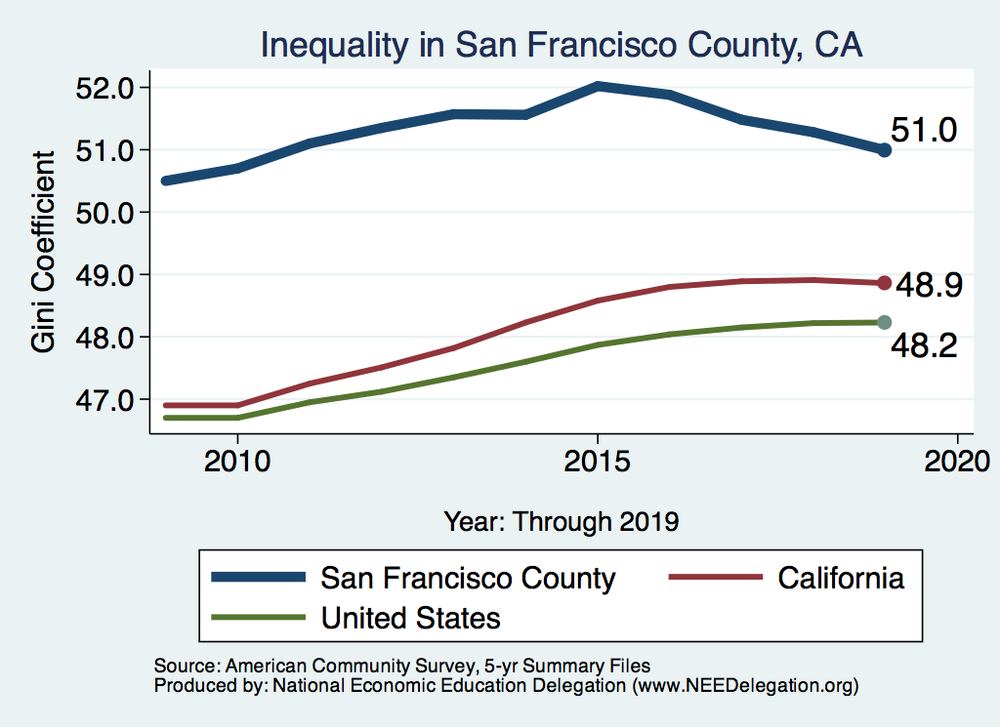 Inequality in San Francisco County, CA
52.0
51.0
50.0
49.0
48.0
47.0
Gini Coefficient
51.0
48.9
48.2
2010 2015 2020
Year: Through 2019
San Francisco County California
United States
Source: American Community Survey, 5-yr Summary Files
Produced by: National Economic Education Delegation (www.NEEDelegation.org)